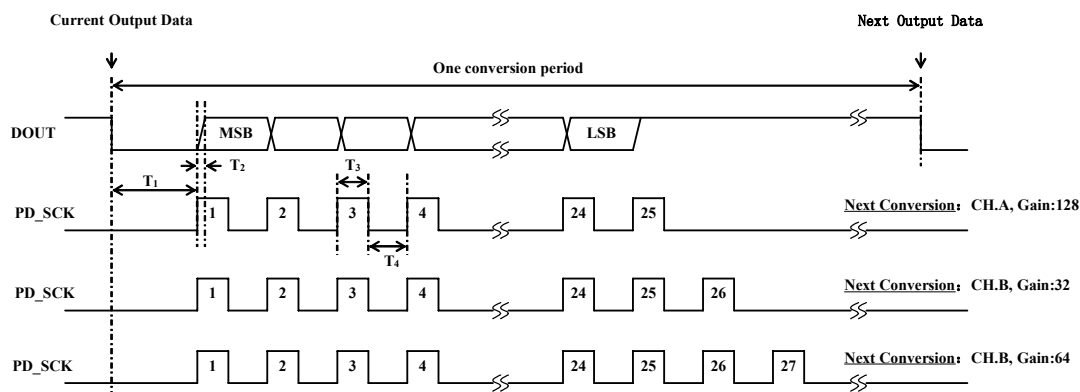 Current Output Data
Next Output Data
One conversion period
DOUT
MSB
LSB
T2
T3
T1
PD_SCK
1
2
3
4
24
25
Next Conversion： CH.A, Gain:128
T4
PD_SCK
1
2
3
4
24
25
26
Next Conversion： CH.B, Gain:32
PD_SCK
1
2
3
4
24
25
26
27
Next Conversion： CH.B, Gain:64